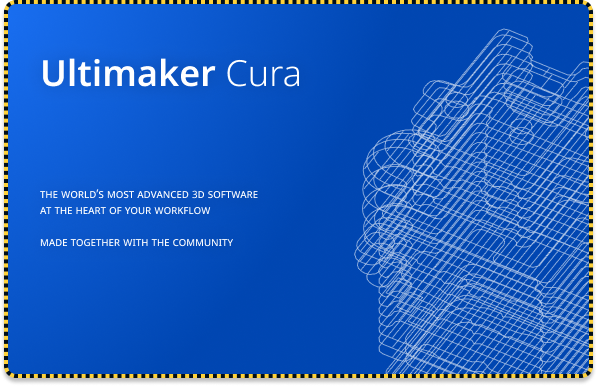 Ultimaker Cura
THE WORLD'S MOST ADVANCED 3D SOFTWARE
AT THE HEART OF YOUR WORKFLOW
MADE TOGETHER WITH THE COMMUNITY